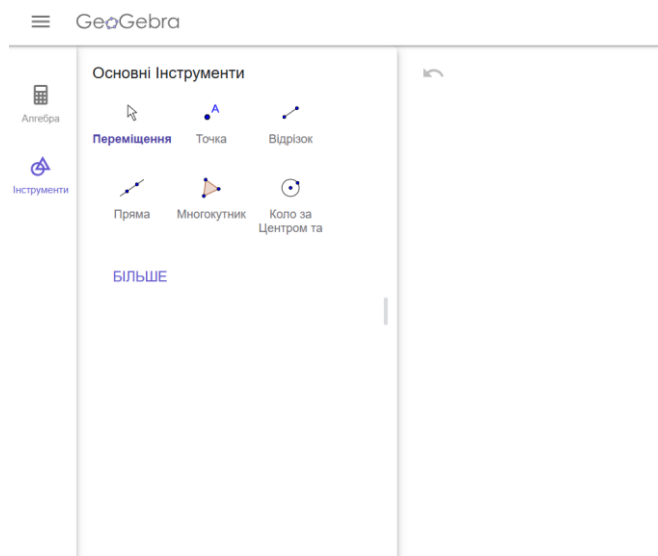 GeoGebra
Алгебра
Інструменти
Основні Інструменти
A
Переміщення Точка Відрізок
Пряма Многокутник Коло за
Центром та
БІЛЬШЕ